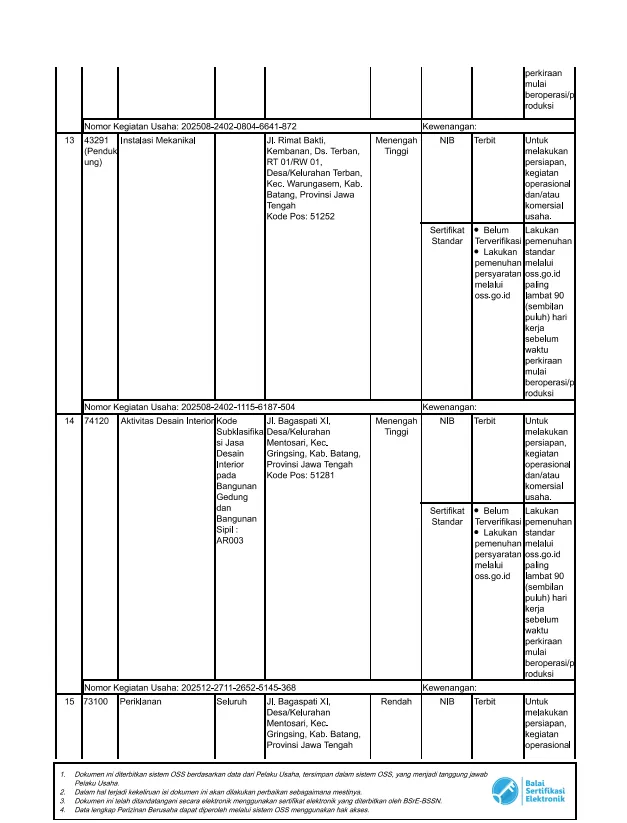 perkiraan
mulai
beroperasi/p
roduksi
Nomor Kegiatan Usaha: 202508-2402-0804-6641-872 Kewenangan:
13 43291 Instalasi Mekanikal Jl. Rimat Bakti, Menengah NIB Terbit Untuk
(Penduk Kembanan, Ds. Terban, Tinggi melakukan
ung) RT 01/RW 01, persiapan,
Desa/Kelurahan Terban, kegiatan
Kec. Warungasem, Kab. operasional
Batang, Provinsi Jawa dan/atau
Tengah komersial
Kode Pos: 51252 usaha.
Sertifikat • Belum Lakukan
Standar Terverifikasi pemenuhan
• Lakukan standar
pemenuhan melalui
persyaratan oss.go.id
melalui paling
oss.go.id lambat 90
(sembilan
puluh) hari
kerja
sebelum
waktu
perkiraan
mulai
beroperasi/p
roduksi
Nomor Kegiatan Usaha: 202508-2402-1115-6187-504 Kewenangan:
14 74120 Aktivitas Desain Interior Kode Jl. Bagaspati XI, Menengah NIB Terbit Untuk
Subklasifika Desa/Kelurahan Tinggi melakukan
si Jasa Mentosari, Kec. persiapan,
Desain Gringsing, Kab. Batang, kegiatan
Interior Provinsi Jawa Tengah operasional
pada Kode Pos: 51281 dan/atau
Bangunan komersial
Gedung usaha.
dan Sertifikat • Belum Lakukan
Bangunan Standar Terverifikasi pemenuhan
Sipil : • Lakukan standar
AR003 pemenuhan melalui
persyaratan oss.go.id
melalui paling
oss.go.id lambat 90
(sembilan
puluh) hari
kerja
sebelum
waktu
perkiraan
mulai
beroperasi/p
roduksi
Nomor Kegiatan Usaha: 202512-2711-2652-5145-368 Kewenangan:
15 73100 Periklanan Seluruh Jl. Bagaspati XI, Rendah NIB Terbit Untuk
Desa/Kelurahan melakukan
Mentosari, Kec. persiapan,
Gringsing, Kab. Batang, kegiatan
Provinsi Jawa Tengah operasional
1. Dokumen ini diterbitkan sistem OSS berdasarkan data dari Pelaku Usaha, tersimpan dalam sistem OSS, yang menjadi tanggung jawab
Pelaku Usaha.
2. Dalam hal terjadi kekeliruan isi dokumen ini akan dilakukan perbaikan sebagaimana mestinya.
3. Dokumen ini telah ditandatangani secara elektronik menggunakan sertifikat elektronik yang diterbitkan oleh BSrE-BSSN.
4. Data lengkap Perizinan Berusaha dapat diperoleh melalui sistem OSS menggunakan hak akses.
Balai
Sertifikasi
Elektronik